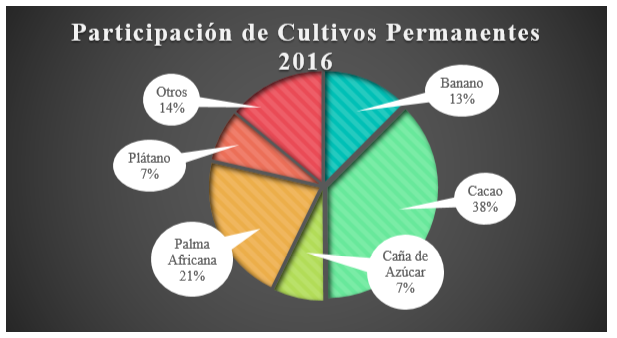 Participación de Cultivos Permanentes
2016
Banano
13%
Cacao
38%
Caña de
Azúcar
7%
Palma
Africana
21%
Plátano
7%
Otros
14%